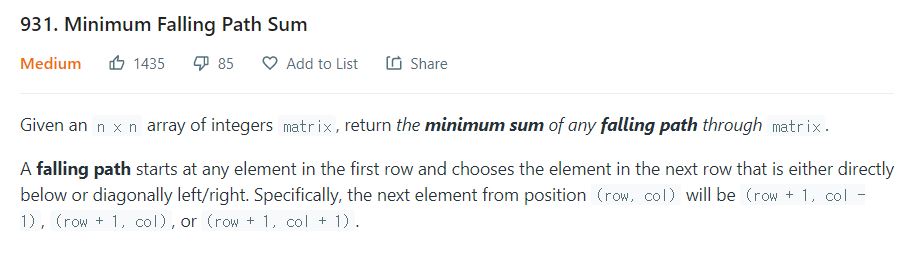 931. Minimum Falling Path Sum
Medium 1435 85 Add to List Share
Given an n x n array of integers matrix, return the minimum sum of any falling path through matrix.
A falling path starts at any element in the first row and chooses the element in the next row that is either directly
below or diagonally left/right. Specifically, the next element from position (row, col) will be (row + 1, col -
1), (row + 1, col), or (row + 1, col + 1).